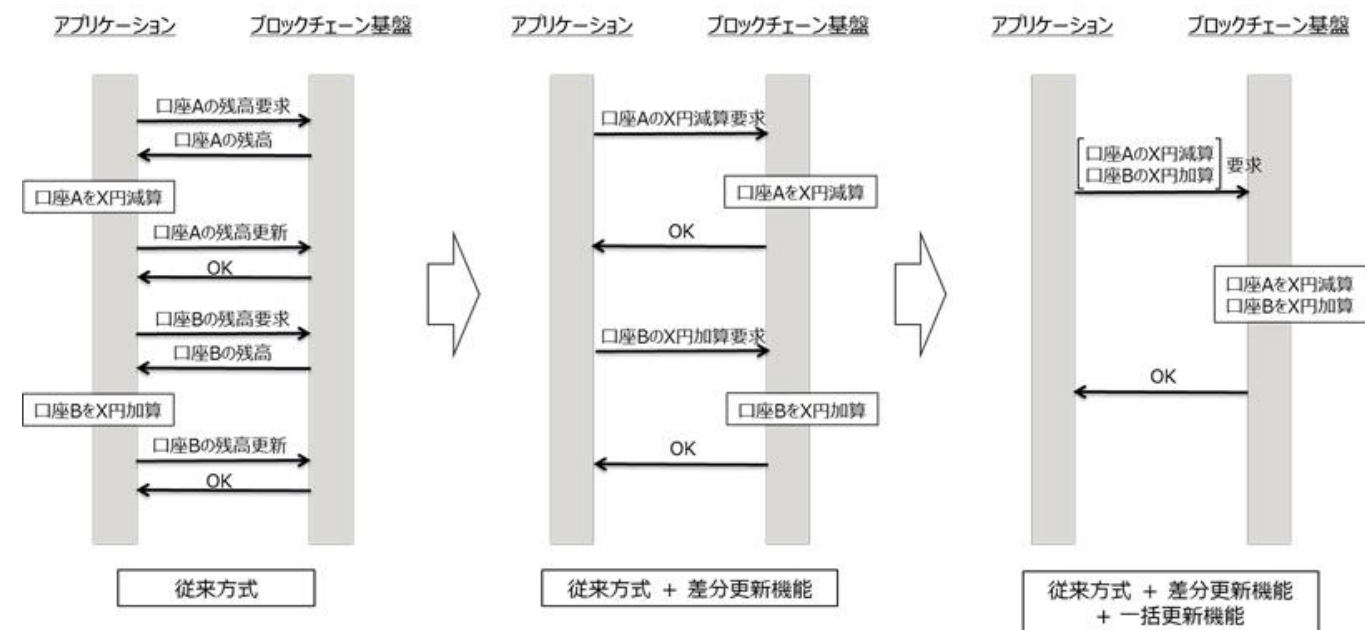 アプリケーション
ブロックチェーン基盤
口座Aの残高要求
口座Aの残高
口座AをX円減算
口座Aの残高更新
OK
口座Bの残高要求
口座Bの残高
口座BをX円加算
口座Bの残高更新
OK
従来方式
アプリケーション
ブロックチェーン基盤
口座AのX円減算要求
口座AをX円減算
OK
口座BのX円加算要求
口座BをX円加算
OK
従来方式 + 差分更新機能
アプリケーション
ブロックチェーン基盤
口座AのX円減算
口座BのX円加算
要求
口座AをX円減算
口座BをX円加算
OK
従来方式 + 差分更新機能
+ 一括更新機能